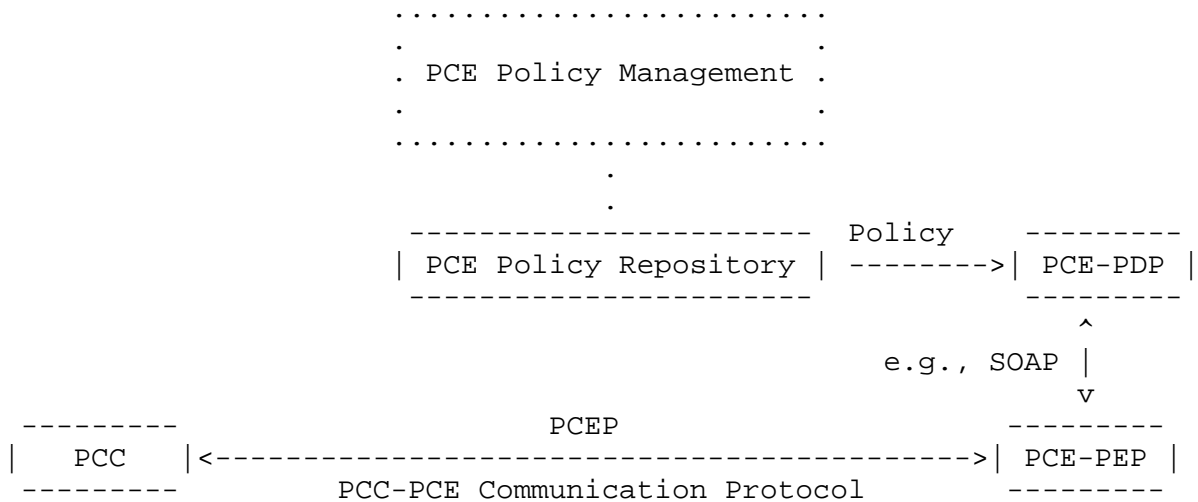 PCE Policy Management
Policy
PCE Policy Repository PCE-PDP
e.g., SOAP
PCEP
PCC PCE-PEP
PCC-PCE Communication Protocol